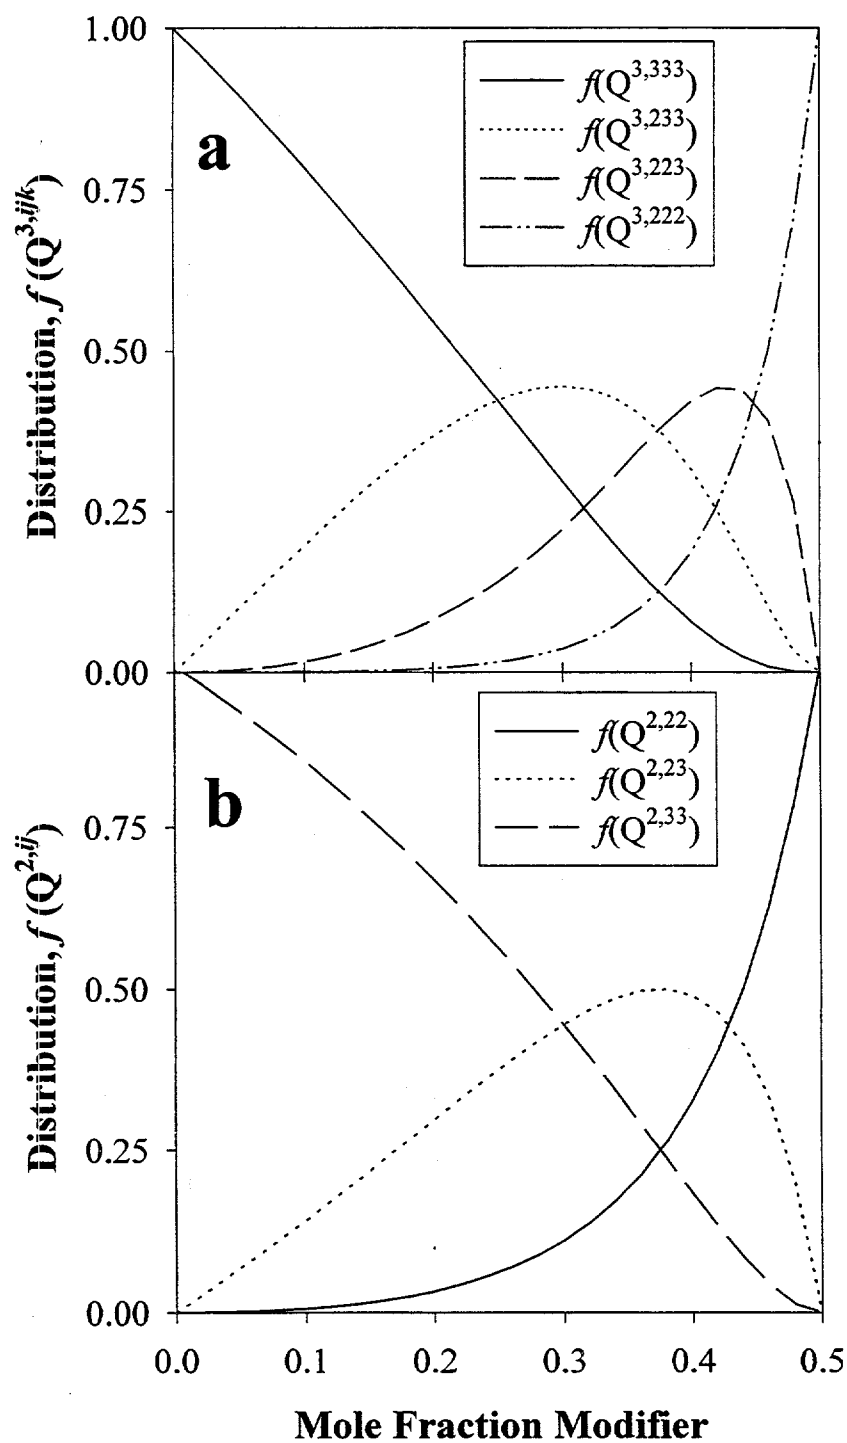 1.00
0.75
0.50
0.25
0.00
Distribution, f (Q^3,ijk)
a
f(Q^3,333)
f(Q^3,233)
f(Q^3,223)
f(Q^3,222)
0.75
0.50
0.25
0.00
Distribution, f (Q^2,ij)
b
f(Q^2,22)
f(Q^2,23)
f(Q^2,33)
0.0 0.1 0.2 0.3 0.4 0.5
Mole Fraction Modifier